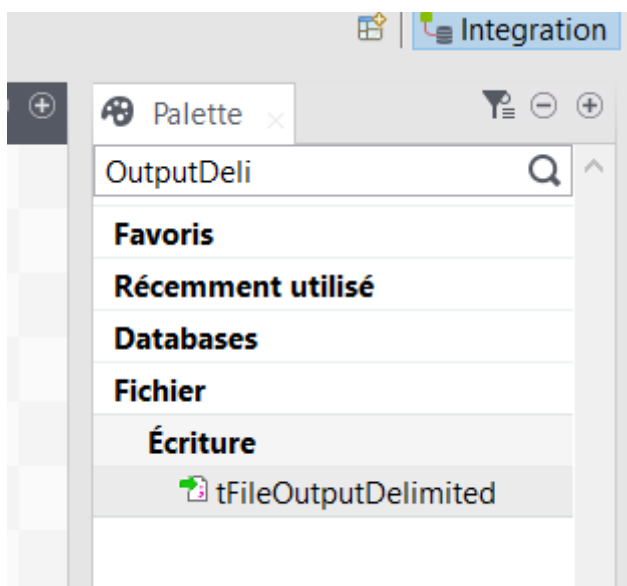 Integration
Palette
OutputDeli
Favoris
Récemment utilisé
Databases
Fichier
Écriture
tFileOutputDelimited